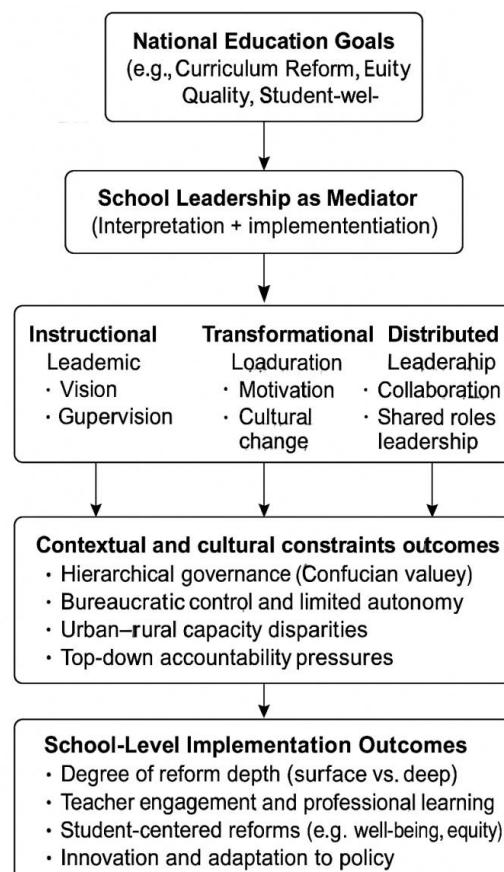 National Education Goals
(e.g., Curriculum Reform, Euity
Quality, Student-wel-
School Leadership as Mediator
(Interpretation + implemententiation)
Instructional
Leademic
· Vision
· Gupervision
Transformational
Loaduration
· Motivation
· Cultural
change
Distributed
Leaderahip
· Collaboration
· Shared roles
leadership
Contextual and cultural constraints outcomes
· Hierarchical governance (Confucian valuey)
· Bureaucratic control and limited autonomy
· Urban–rural capacity disparities
· Top-down accountability pressures
School-Level Implementation Outcomes
· Degree of reform depth (surface vs. deep)
· Teacher engagement and professional learning
· Student-centered reforms (e.g. well-being, equity)
· Innovation and adaptation to policy